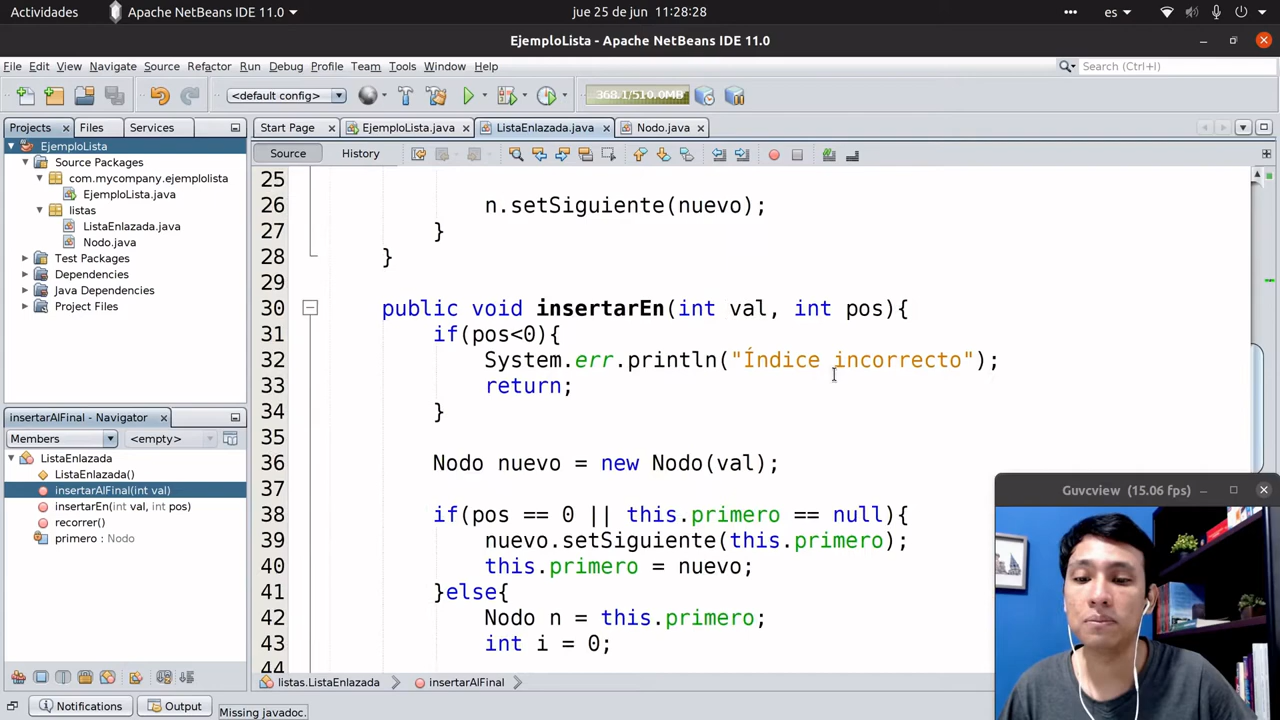 Actividades
Apache NetBeans IDE 11.0
jue 25 de jun 11:28:28
es
EjemploLista - Apache NetBeans IDE 11.0
File Edit View Navigate Source Refactor Run Debug Profile Team Tools Window Help
Search (Ctrl+I)
<default config>
368.1/510.0MB
Projects
Files
Services
Start Page
EjemploLista.java
ListaEnlazada.java
Nodo.java
EjemploLista
Source Packages
com.mycompany.ejemplolista
EjemploLista.java
listas
ListaEnlazada.java
Nodo.java
Test Packages
Dependencies
Java Dependencies
Project Files
Source
History
25
26 n.setSiguiente(nuevo);
27 }
28 }
29
30 public void insertarEn(int val, int pos){
31 if(pos<0){
32 System.err.println("Índice incorrecto");
33 return;
34 }
35
36 Nodo nuevo = new Nodo(val);
37
38 if(pos == 0 || this.primero == null){
39 nuevo.setSiguiente(this.primero);
40 this.primero = nuevo;
41 }else{
42 Nodo n = this.primero;
43 int i = 0;
44
insertarAlFinal - Navigator
Members
<empty>
ListaEnlazada
ListaEnlazada()
insertarAlFinal(int val)
insertarEn(int val, int pos)
recorrer()
primero : Nodo
Guvcview (15.06 fps)
listas.ListaEnlazada
insertarAlFinal
Notifications
Output
Missing javadoc.